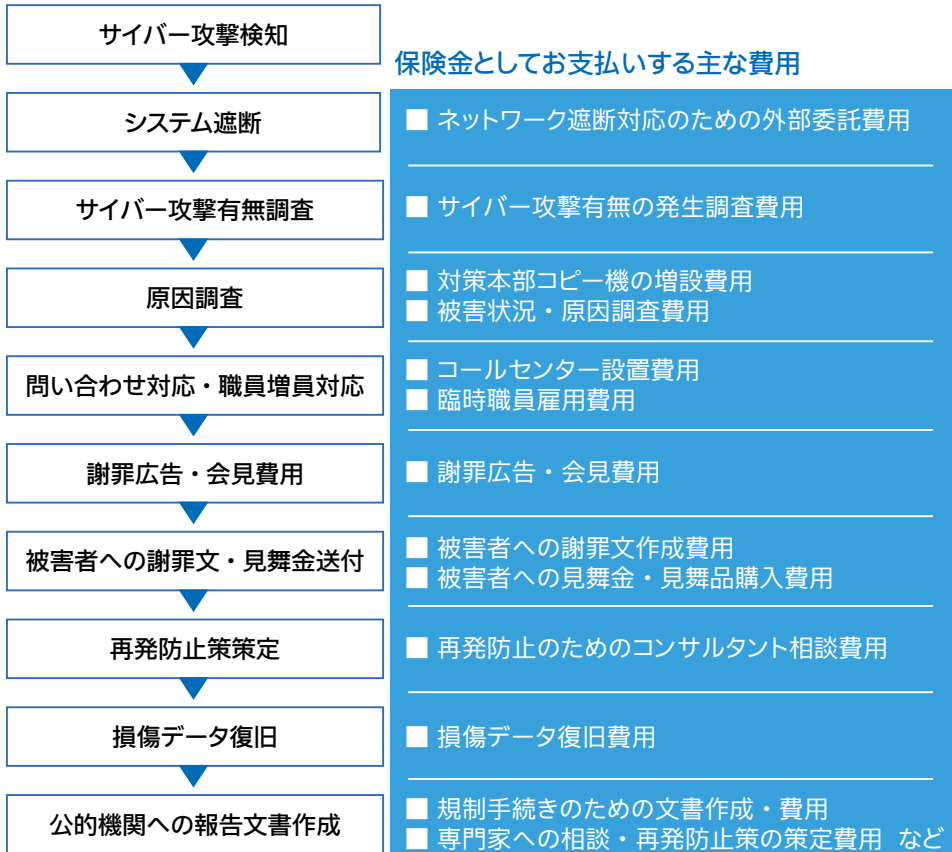 サイバー攻撃検知
保険金としてお支払いする主な費用
システム遮断
■ ネットワーク遮断対応のための外部委託費用
サイバー攻撃有無調査
■ サイバー攻撃有無の発生調査費用
原因調査
■ 対策本部コピー機の増設費用
■ 被害状況・原因調査費用
問い合わせ対応・職員増員対応
■ コールセンター設置費用
■ 臨時職員雇用費用
謝罪広告・会見費用
■ 謝罪広告・会見費用
被害者への謝罪文・見舞金送付
■ 被害者への謝罪文作成費用
■ 被害者への見舞金・見舞品購入費用
再発防止策策定
■ 再発防止のためのコンサルタント相談費用
損傷データ復旧
■ 損傷データ復旧費用
公的機関への報告文書作成
■ 規制手続きのための文書作成・費用
■ 専門家への相談・再発防止策の策定費用 など